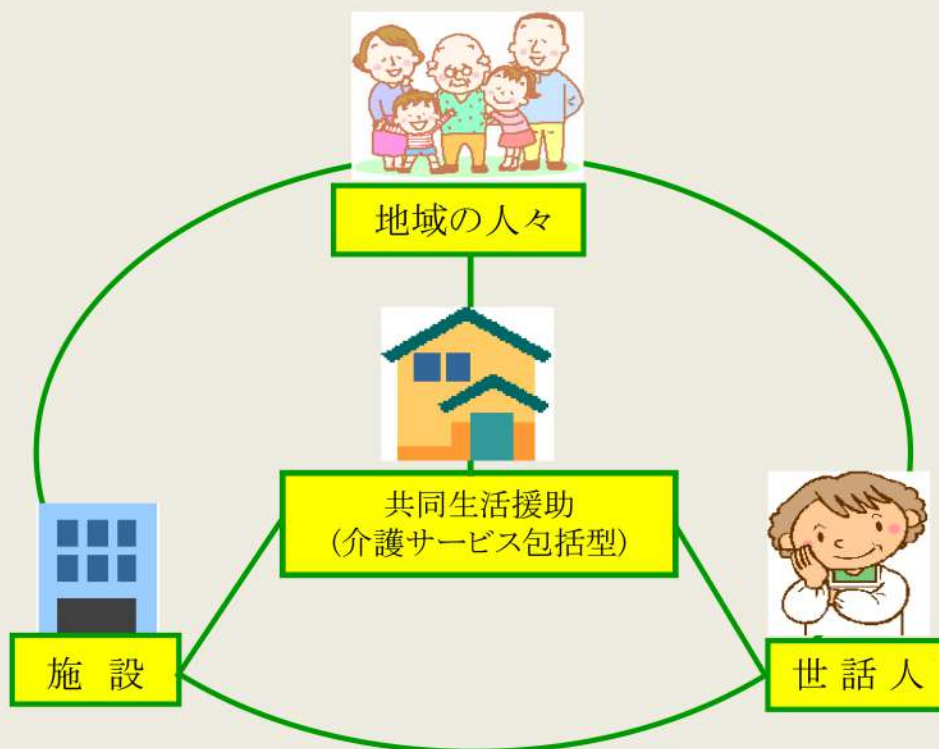 地域の人々
共同生活援助
(介護サービス包括型)
施 設
世 話 人